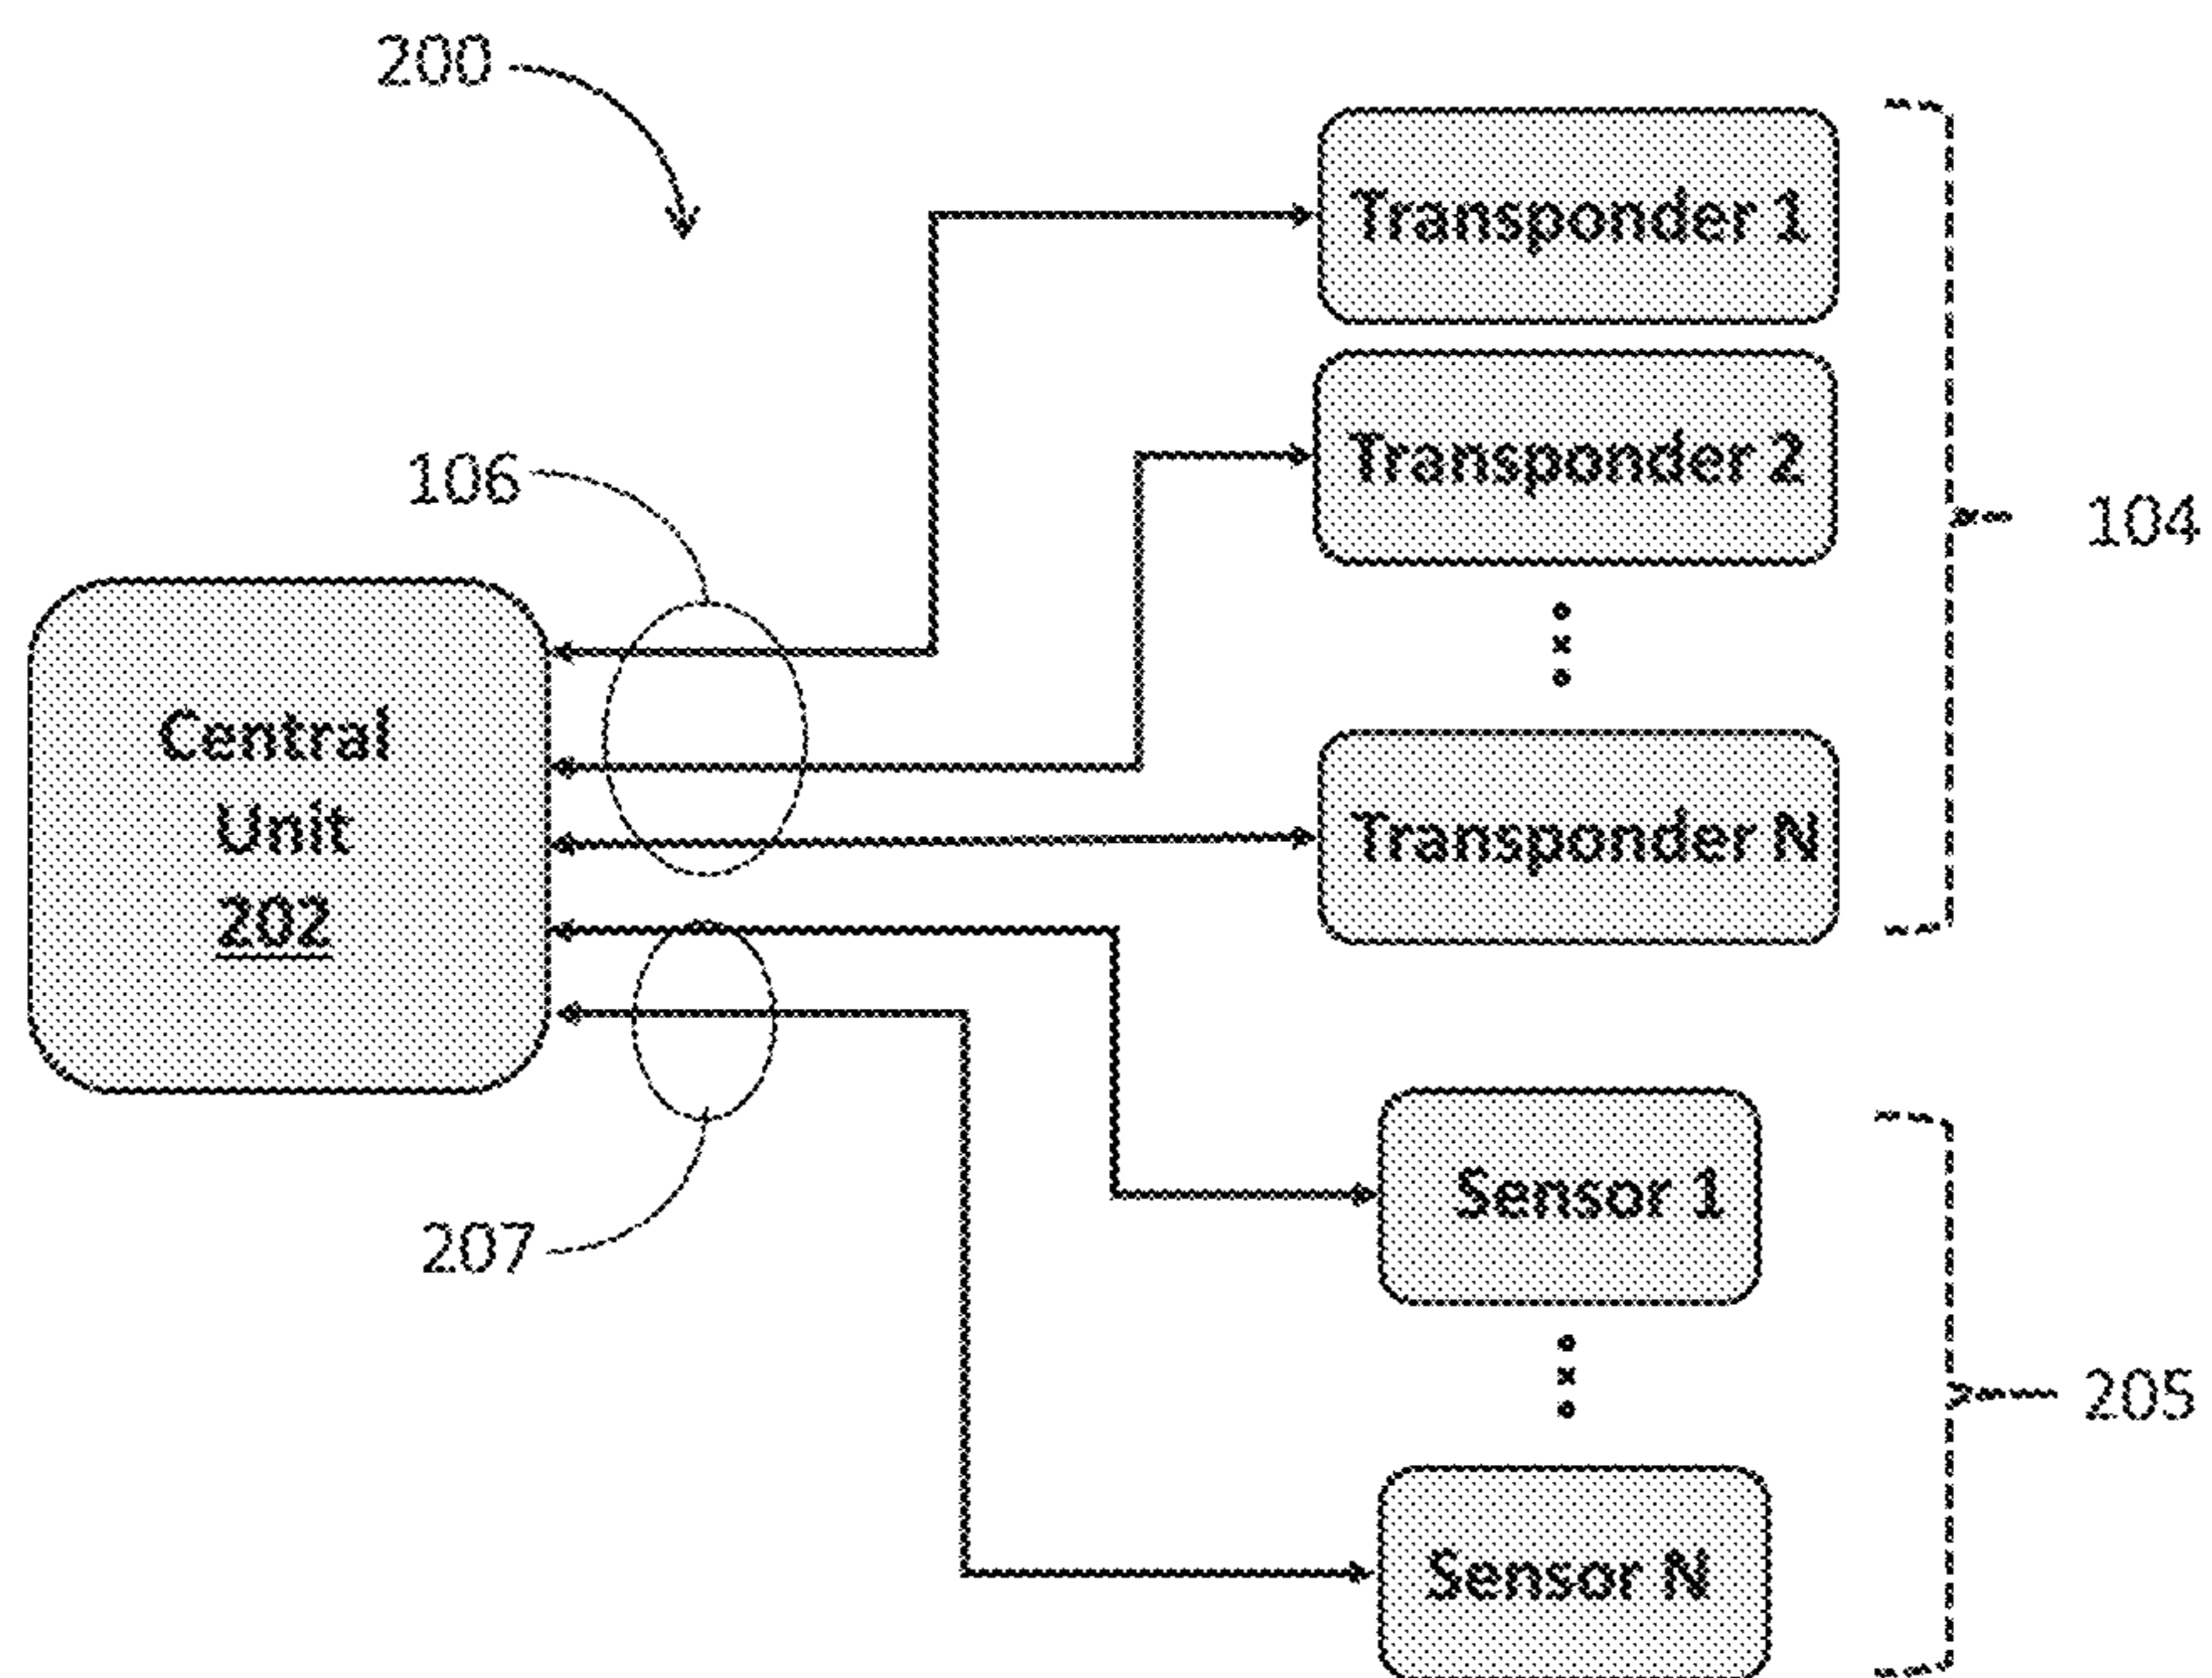 200
Transponder 1
106
Transponder 2
104
Central
Unit
202
Transponder N
207
Sensor 1
205
Sensor N